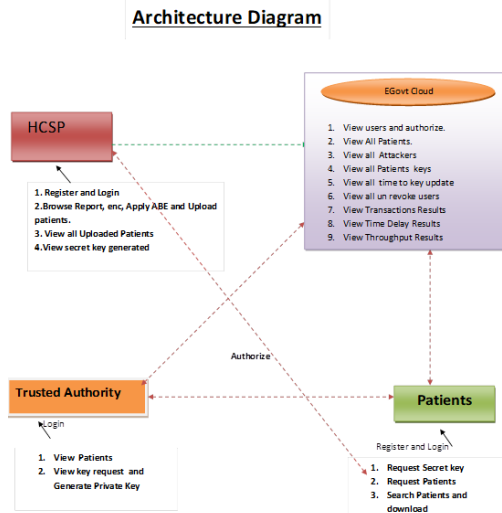 Architecture Diagram
EGovt Cloud
HCSP
1. View users and authorize.
2. View All Patients.
3. View all Attackers
4. View all Patients keys
5. View all time to key update
6. View all un revoke users
7. View Transactions Results
8. View Time Delay Results
9. View Throughput Results
1. Register and Login
2.Browse Report, enc, Apply ABE and Upload
patients.
3. View all Uploaded Patients
4.View secret key generated
Authorize
Trusted Authority
Patients
Login
Register and Login
1. View Patients
2. View key request and
Generate Private Key
1. Request Secret key
2. Request Patients
3. Search Patients and
download